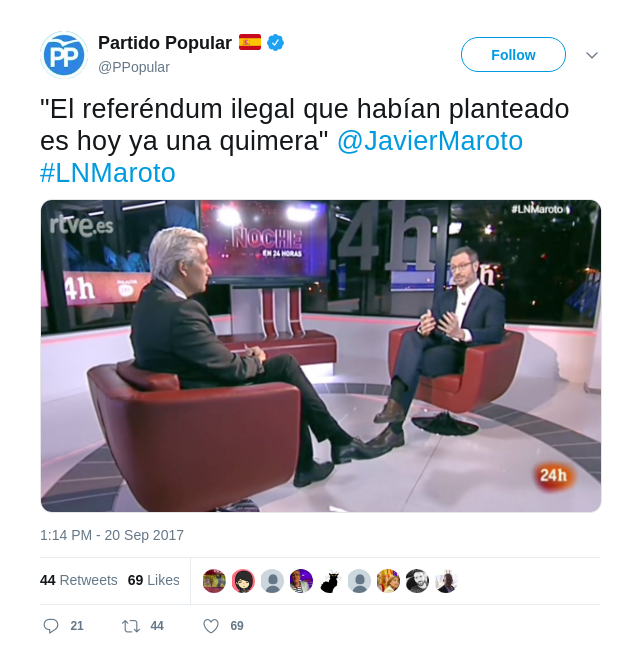 PP
Partido Popular
@PPopular
Follow
"El referéndum ilegal que habían planteado
es hoy ya una quimera" @JavierMaroto
#LNMaroto
rtve.es
#LNMaroto
NOCHE
EN 24 HORAS
24h
4h
h
24h
1:14 PM - 20 Sep 2017
44 Retweets 69 Likes
21 44 69